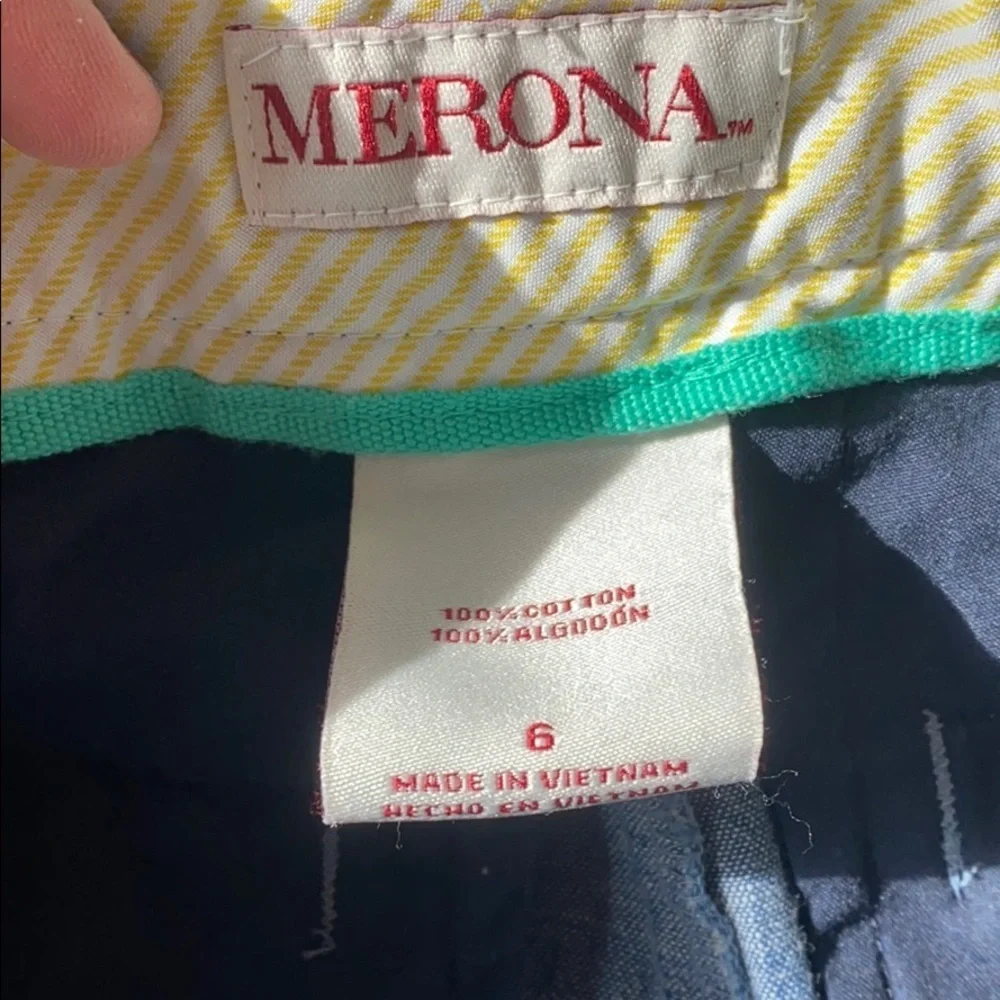 MERONA™
100% COTTON
100% ALGODÓN
6
MADE IN VIETNAM
HECHO EN VIETNAM